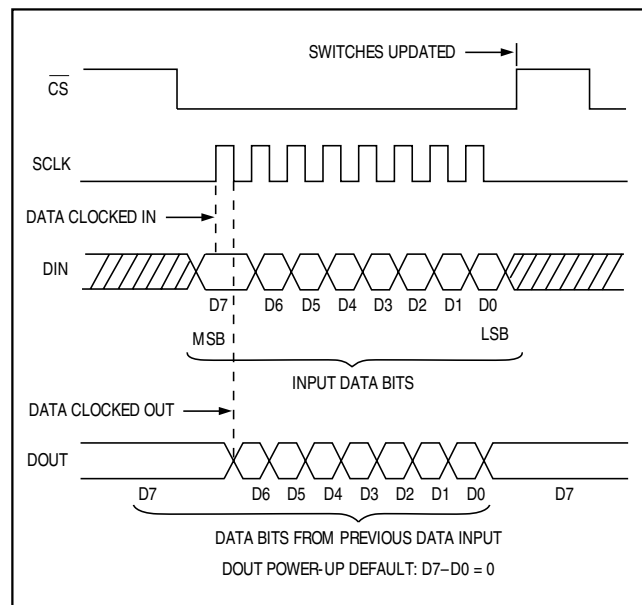 SWITCHES UPDATED
CS
SCLK
DATA CLOCKED IN
DIN
D7 D6 D5 D4 D3 D2 D1 D0
MSB LSB
INPUT DATA BITS
DATA CLOCKED OUT
DOUT
D7 D6 D5 D4 D3 D2 D1 D0 D7
DATA BITS FROM PREVIOUS DATA INPUT
DOUT POWER-UP DEFAULT: D7–D0 = 0